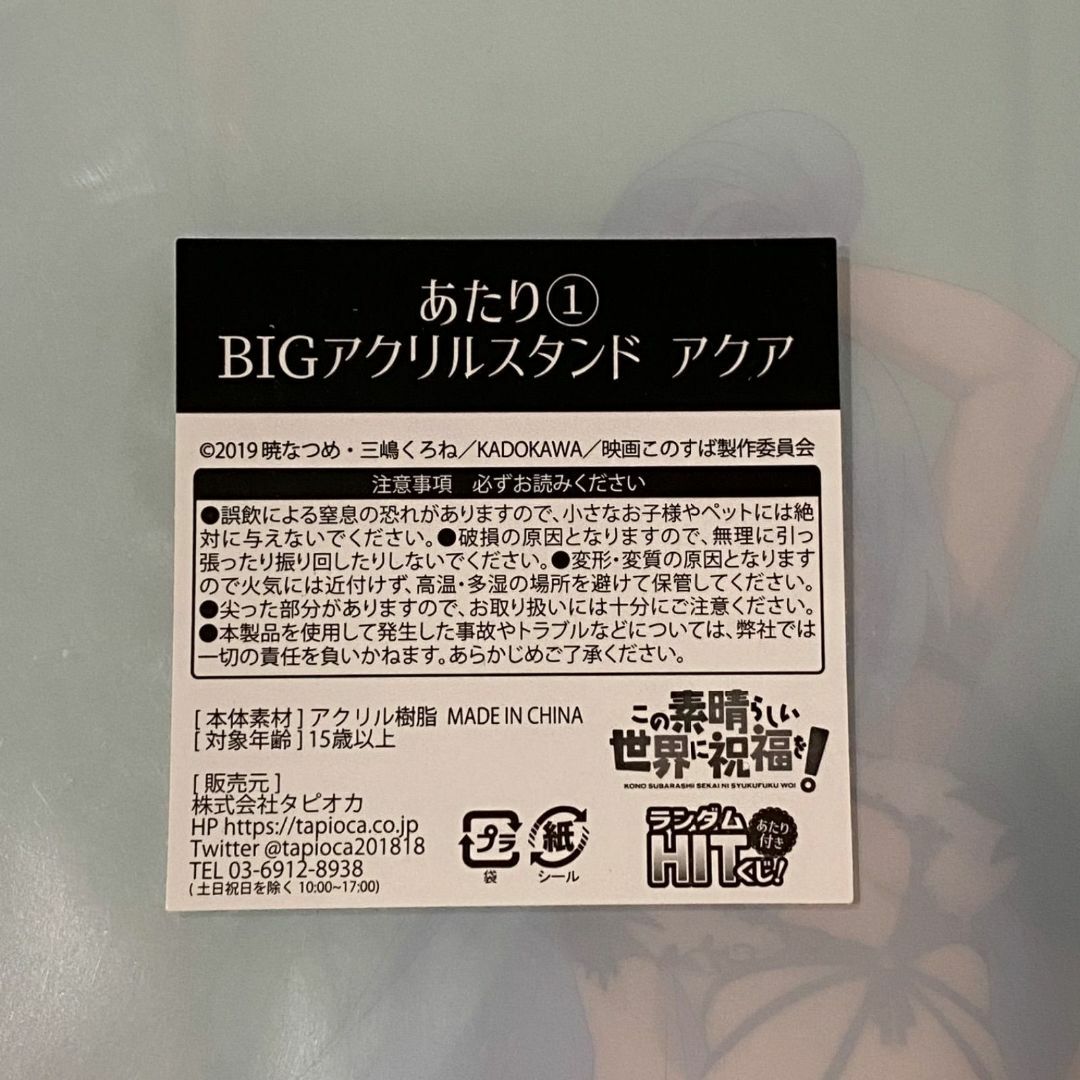 あたり①
BIGアクリルスタンド アクア
©2019 暁なつめ・三嶋くろね／KADOKAWA／映画このすば製作委員会
注意事項　必ずお読みください
●誤飲による窒息の恐れがありますので、小さなお子様やペットには絶
対に与えないでください。●破損の原因となりますので、無理に引っ
張ったり振り回したりしないでください。●変形・変質の原因となります
ので火気には近付けず、高温・多湿の場所を避けて保管してください。
●尖った部分がありますので、お取り扱いには十分にご注意ください。
●本製品を使用して発生した事故やトラブルなどについては、弊社では
一切の責任を負いかねます。あらかじめご了承ください。
[ 本体素材 ] アクリル樹脂 MADE IN CHINA
[ 対象年齢 ] 15歳以上
[ 販売元 ]
株式会社タピオカ
HP https://tapioca.co.jp
Twitter @tapioca201818
TEL 03-6912-8938
( 土日祝日を除く 10:00~17:00)
プラ
袋
紙
シール
この素晴らしい
世界に祝福を！
KONO SUBARASHII SEKAI NI SYUKUFUKU WO!
ランダム
HITくじ！
あたり
付き